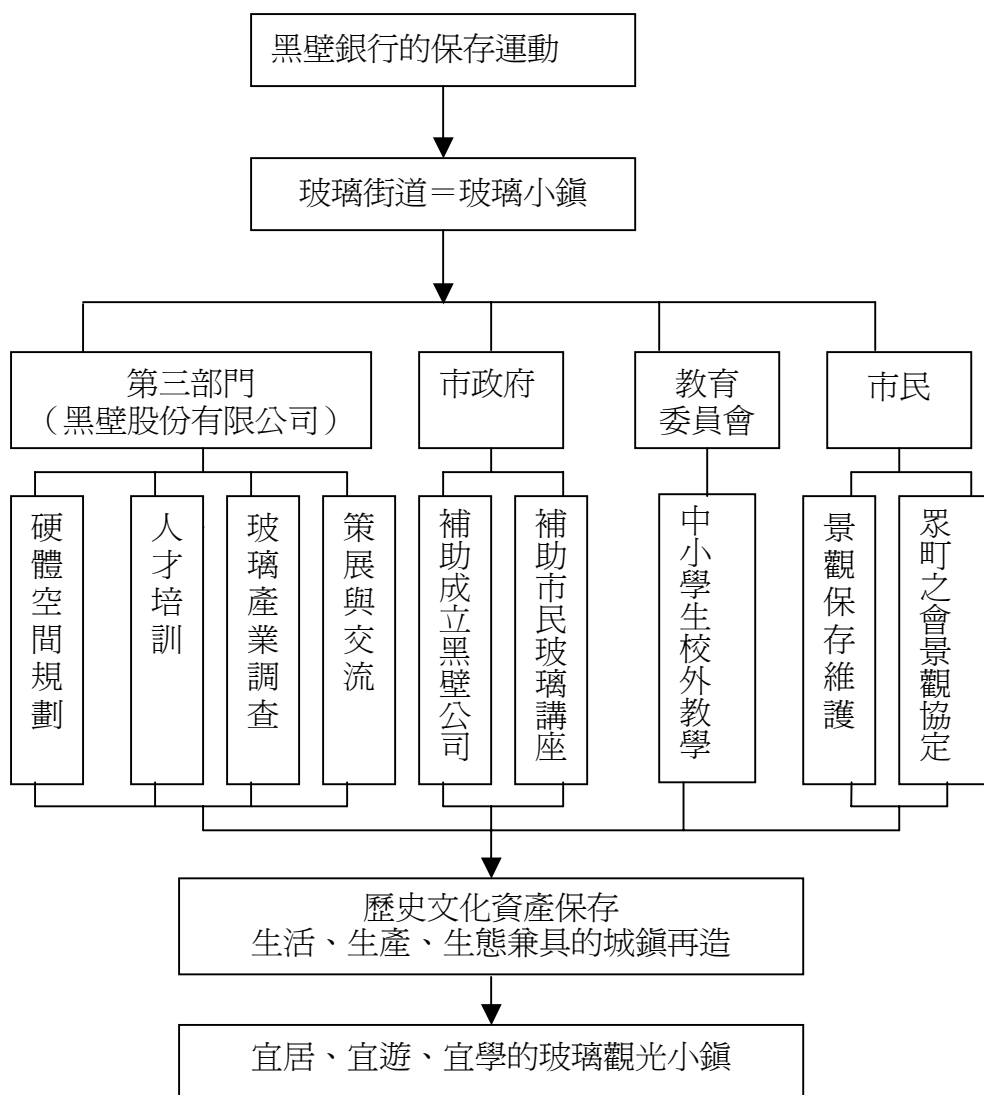 黑壁銀行的保存運動
玻璃街道＝玻璃小鎮
第三部門
（黑壁股份有限公司）
市政府
教育
委員會
市民
硬體空間規劃
人才培訓
玻璃產業調查
策展與交流
補助成立黑壁公司
補助市民玻璃講座
中小學生校外教學
景觀保存維護
眾町之會景觀協定
歷史文化資產保存
生活、生產、生態兼具的城鎮再造
宜居、宜遊、宜學的玻璃觀光小鎮